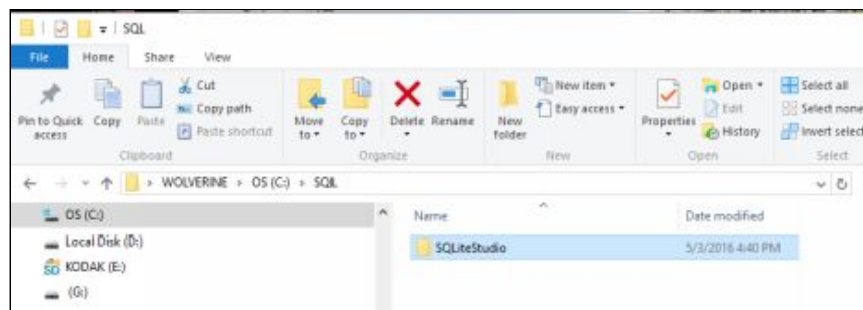 SQL
File Home Share View
Pin to Quick access
Copy
Paste
Cut
Copy path
Paste shortcut
Move to
Copy to
Delete
Rename
New folder
New item
Easy access
Properties
Open
Edit
History
Select all
Select none
Invert select
Clipboard Organize New Open Select
WOLVERINE > OS (C:) > SQL
OS (C:)
Local Disk (D:)
KODAK (E:)
(G:)
Name Date modified
SQLiteStudio 5/3/2016 4:40 PM